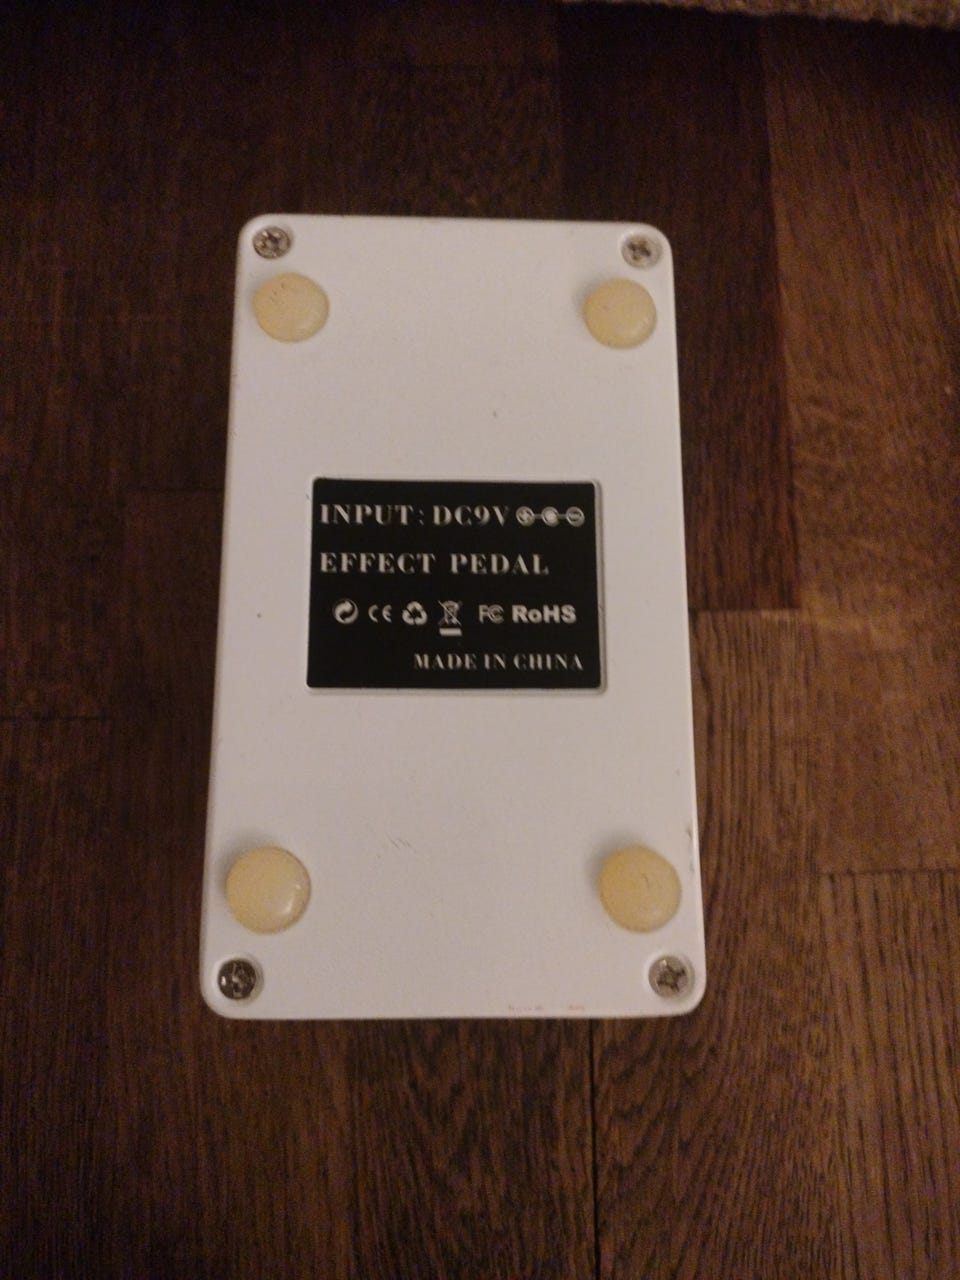 INPUT: DC9V
EFFECT PEDAL
CE FC RoHS
MADE IN CHINA